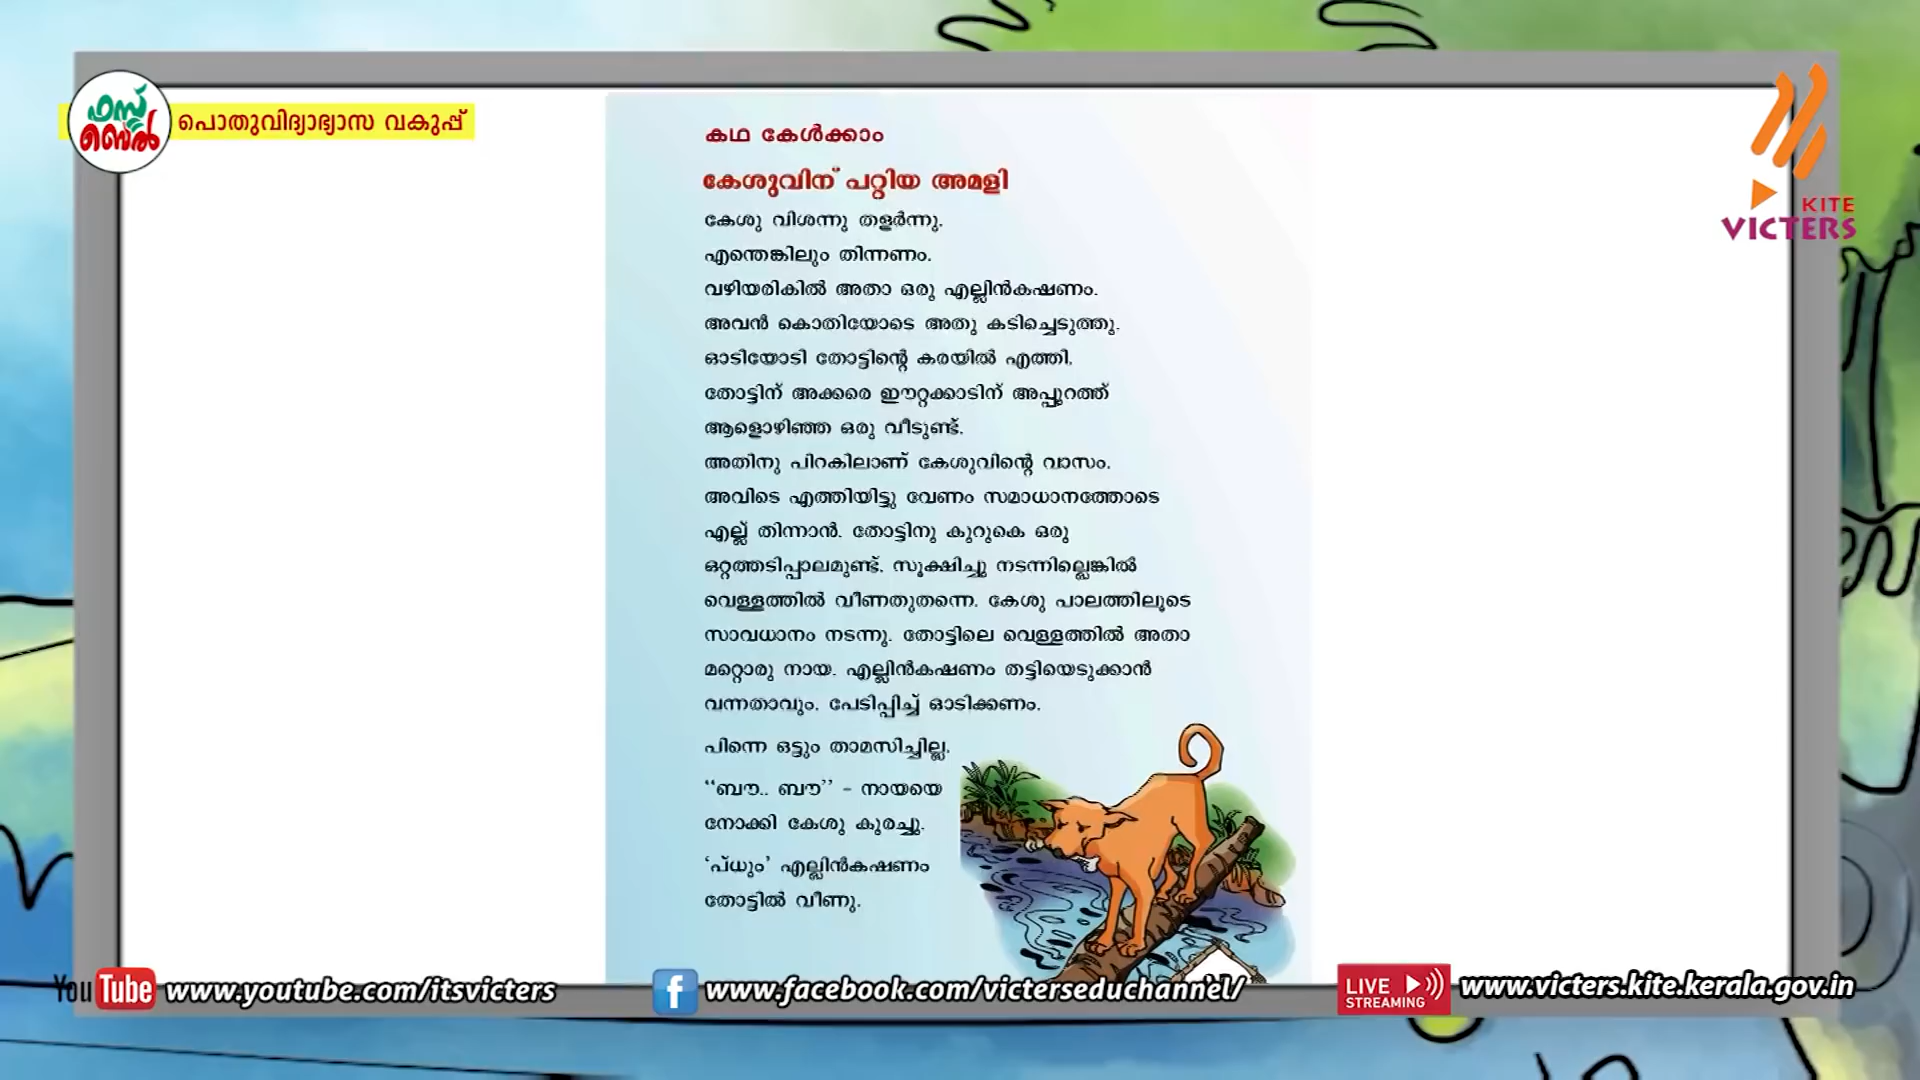 ഫസ്റ്റ്
ബെൽ
പൊതുവിദ്യാഭ്യാസ വകുപ്പ്
KITE
VICTERS
കഥ കേൾക്കാം
കേശുവിന് പറ്റിയ അമളി
കേശു വിശന്നു തളർന്നു.
എന്തെങ്കിലും തിന്നണം.
വഴിയരികിൽ അതാ ഒരു എല്ലിൻകഷണം.
അവൻ കൊതിയോടെ അതു കടിച്ചെടുത്തു.
ഓടിയോടി തോട്ടിന്റെ കരയിൽ എത്തി.
തോട്ടിന് അക്കരെ ഈറ്റക്കാടിന് അപ്പുറത്ത്
ആളൊഴിഞ്ഞ ഒരു വീടുണ്ട്.
അതിനു പിറകിലാണ് കേശുവിന്റെ വാസം.
അവിടെ എത്തിയിട്ടു വേണം സമാധാനത്തോടെ
എല്ല് തിന്നാൻ. തോട്ടിനു കുറുകെ ഒരു
ഒറ്റത്തടിപ്പാലമുണ്ട്. സൂക്ഷിച്ചു നടന്നില്ലെങ്കിൽ
വെള്ളത്തിൽ വീണതുതന്നെ. കേശു പാലത്തിലൂടെ
സാവധാനം നടന്നു. തോട്ടിലെ വെള്ളത്തിൽ അതാ
മറ്റൊരു നായ. എല്ലിൻകഷണം തട്ടിയെടുക്കാൻ
വന്നതാവും. പേടിപ്പിച്ച് ഓടിക്കണം.
പിന്നെ ഒട്ടും താമസിച്ചില്ല.
“ബൗ.. ബൗ” - നായയെ
നോക്കി കേശു കുരച്ചു.
‘പ്ധും’ എല്ലിൻകഷണം
തോട്ടിൽ വീണു.
YouTube www.youtube.com/itsvicters
f www.facebook.com/victerseduchannel/
LIVE STREAMING www.victers.kite.kerala.gov.in